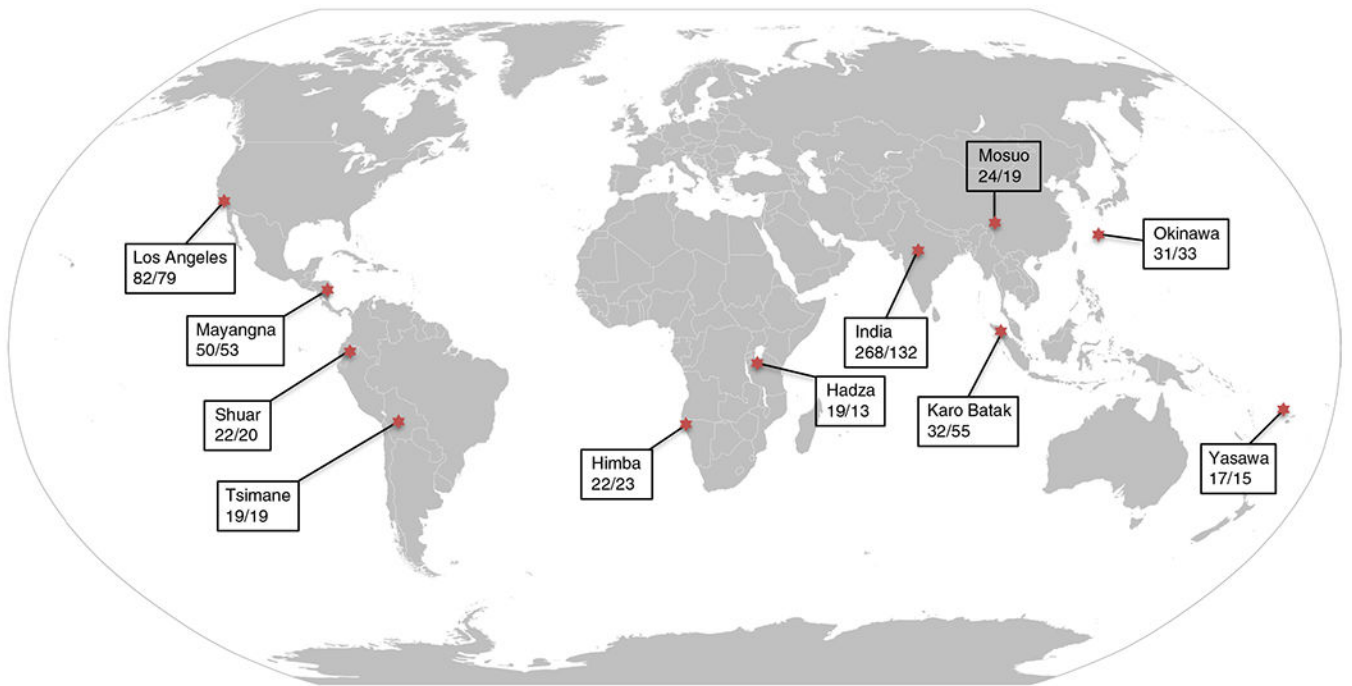 Mosuo
24/19
Los Angeles
82/79
Okinawa
31/33
Mayangna
50/53
India
268/132
Hadza
19/13
Shuar
22/20
Karo Batak
32/55
Himba
22/23
Yasawa
17/15
Tsimane
19/19